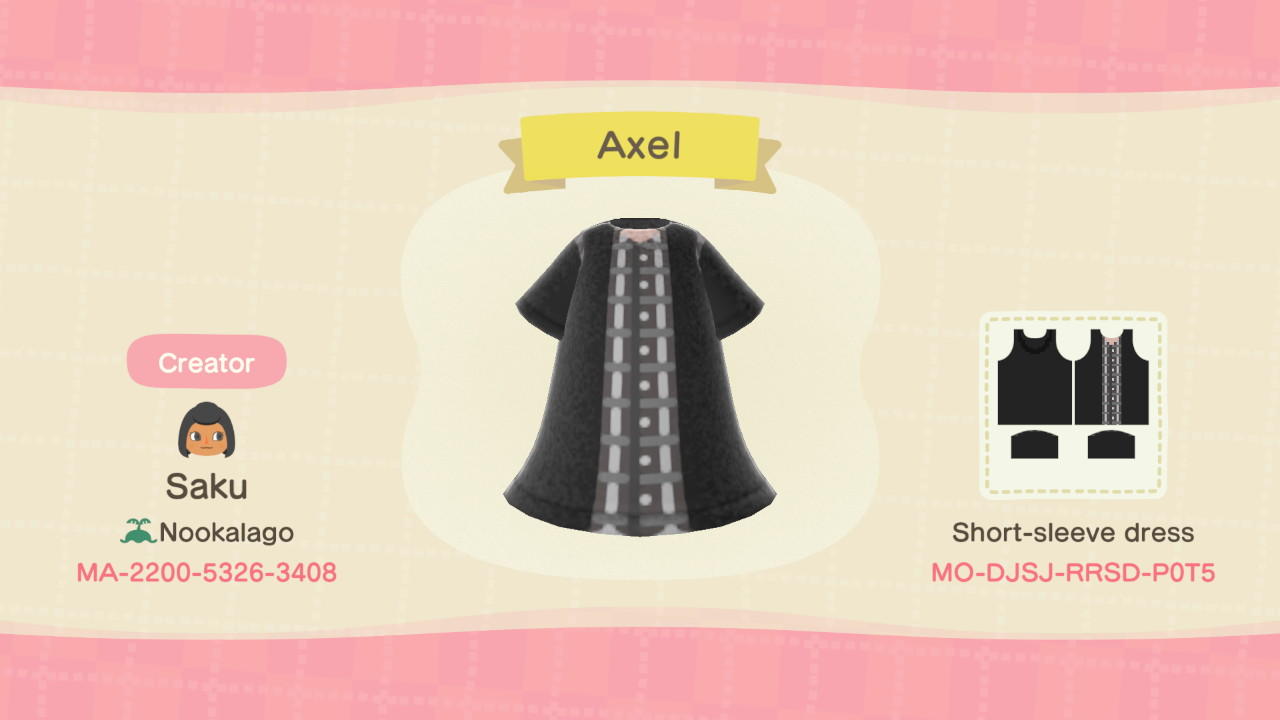 Axel
Creator
Saku
Nookalago
MA-2200-5326-3408
Short-sleeve dress
MO-DJSJ-RRSD-P0T5